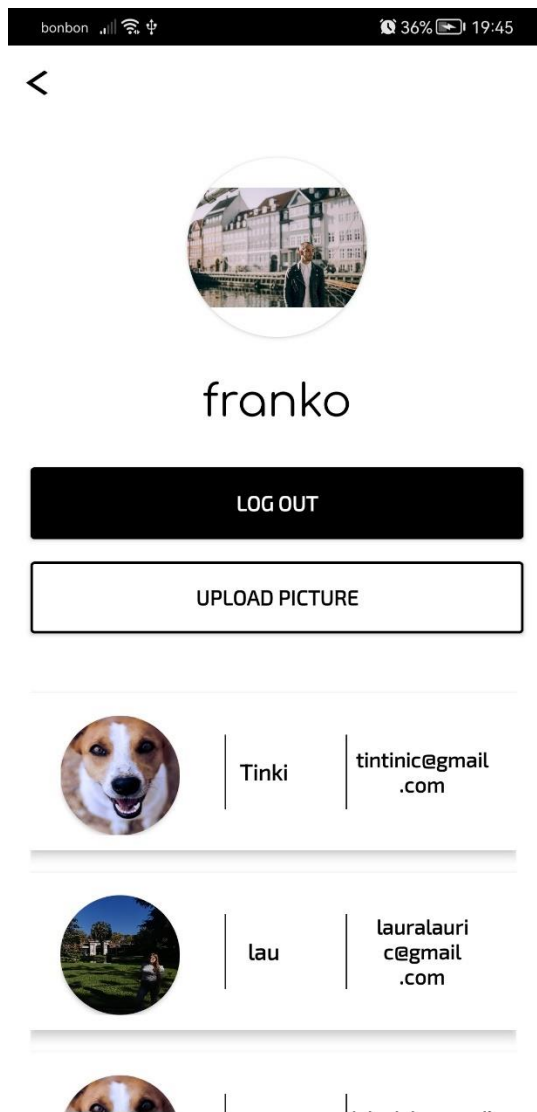 bonbon 36% 19:45
franko
LOG OUT
UPLOAD PICTURE
Tinki
tintinic@gmail
.com
lau
lauralauri
c@gmail
.com